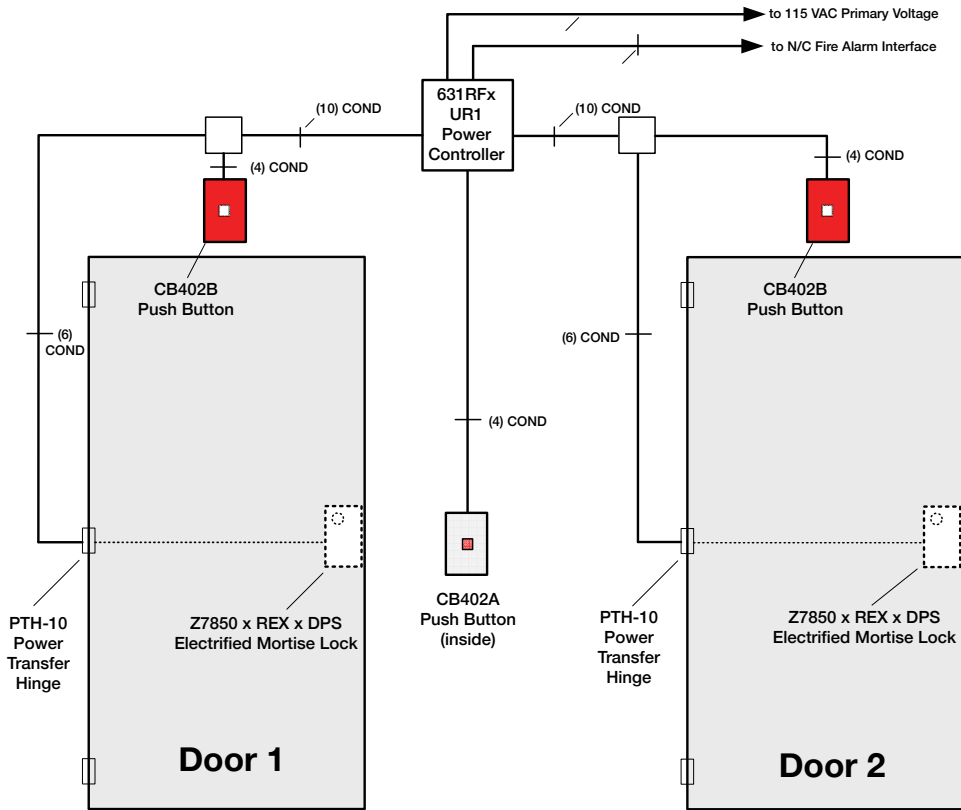 to 115 VAC Primary Voltage
to N/C Fire Alarm Interface
631RFx
UR1
Power
Controller
(10) COND
(10) COND
(4) COND
(4) COND
CB402B
Push Button
CB402B
Push Button
(6)
COND
(6) COND
(4) COND
CB402A
Push Button
(inside)
PTH-10
Power
Transfer
Hinge
Z7850 x REX x DPS
Electrified Mortise Lock
PTH-10
Power
Transfer
Hinge
Z7850 x REX x DPS
Electrified Mortise Lock
Door 1
Door 2